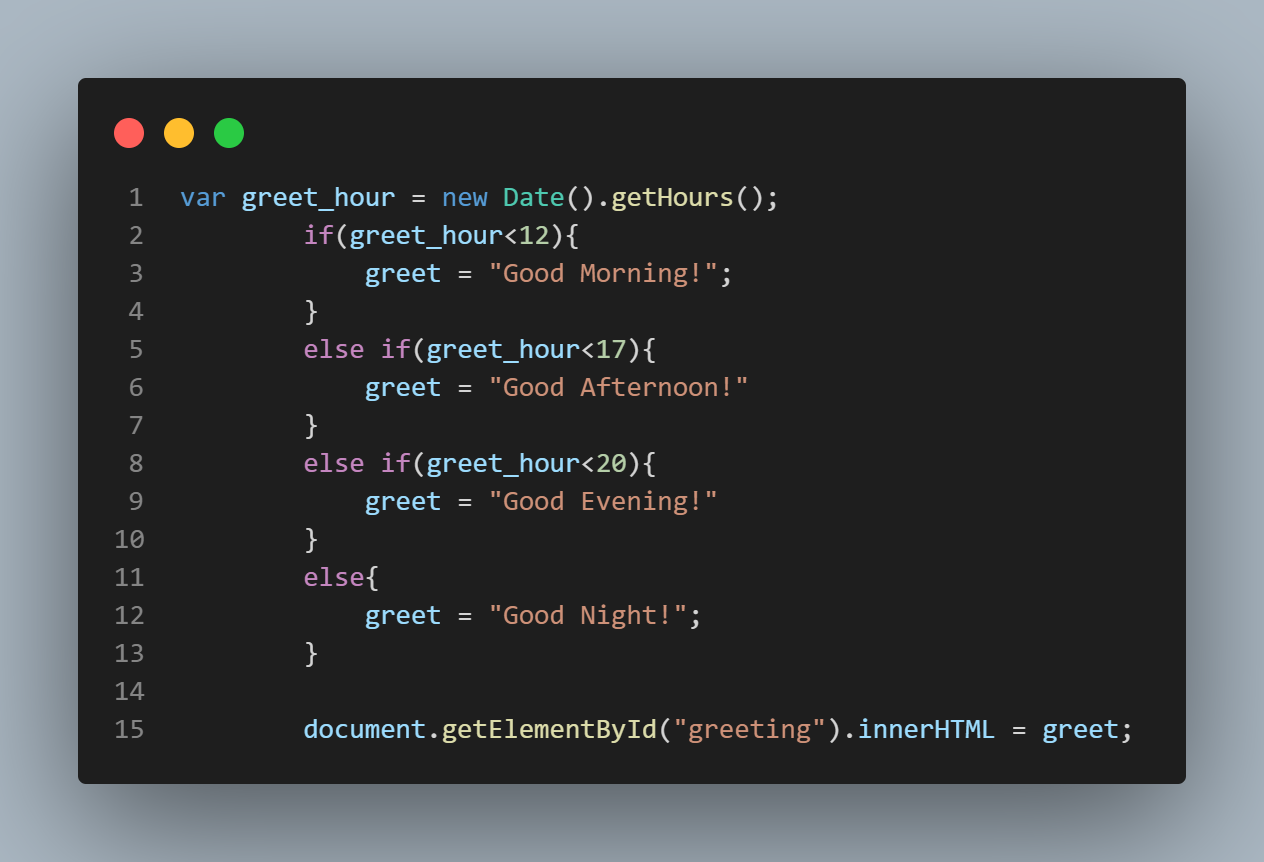 1 var greet_hour = new Date().getHours();
2         if(greet_hour<12){
3             greet = "Good Morning!";
4         }
5         else if(greet_hour<17){
6             greet = "Good Afternoon!"
7         }
8         else if(greet_hour<20){
9             greet = "Good Evening!"
10         }
11         else{
12             greet = "Good Night!";
13         }
14
15         document.getElementById("greeting").innerHTML = greet;